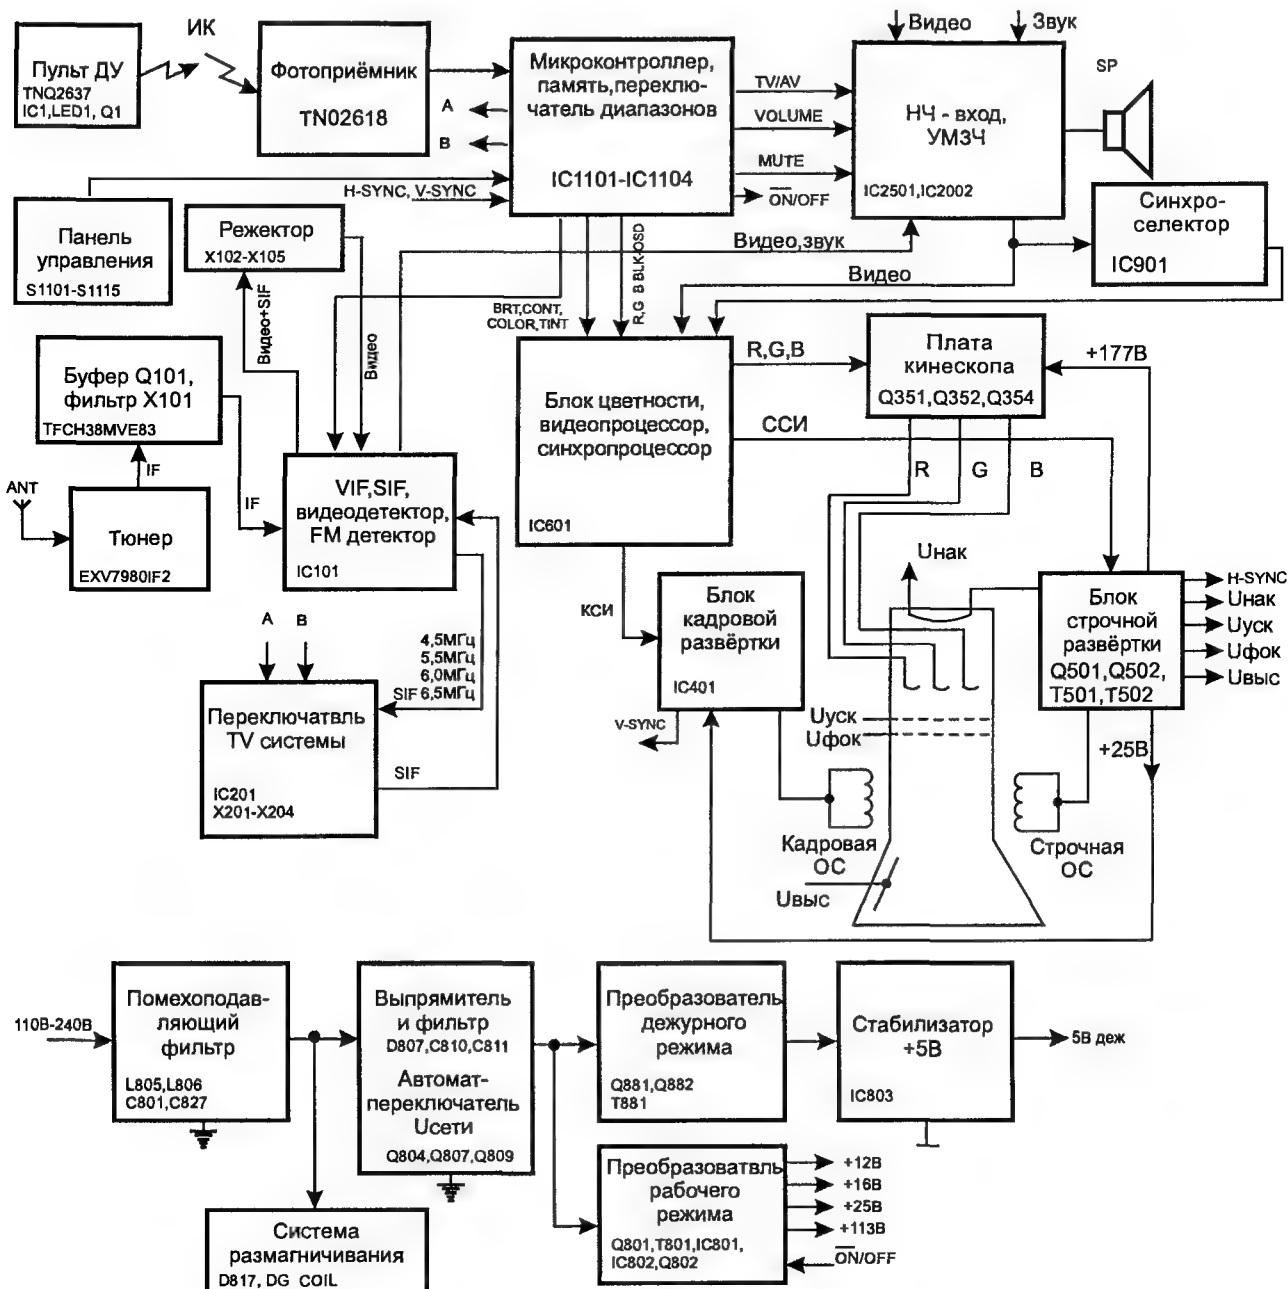 ИК
Видео
Звук
Пульт ДУ
TNQ2637
IC1,LED1, Q1
Фотоприёмник
TN02618
A
B
Микроконтроллер,
память,переклю-
чатель диапазонов
IC1101-IC1104
TV/AV
VOLUME
MUTE
ON/OFF
НЧ - вход,
УМЗЧ
IC2501,IC2002
SP
H-SYNC, V-SYNC
Панель
управления
S1101-S1115
Режектор
X102-X105
Видео,звук
Видео
Синхро-
селектор
IC901
Видео+SIF
Видео
BRT,CONT,
COLOR,TINT
R,G B BLK-OSD
Буфер Q101,
фильтр X101
TFCH38MVE83
IF
IF
ANT
Тюнер
EXV7980IF2
VIF,SIF,
видеодетектор,
FM детектор
IC101
Блок цветности,
видеопроцессор,
синхропроцессор
IC601
R,G,B
ССИ
Плата
кинескопа
Q351,Q352,Q354
+177В
R
G
B
A
B
4,5МГц
5,5МГц
6,0МГц
SIF 6,5МГц
Переключатвль
TV системы
IC201
X201-X204
SIF
КСИ
Блок
кадровой
развёртки
IC401
V-SYNC
Uнак
Блок
строчной
развёртки
Q501,Q502,
T501,T502
H-SYNC
Uнак
Uуск
Uфок
Uвыс
+25В
Uуск
Uфок
Кадровая
ОС
Строчная
ОС
Uвыс
110В-240В
Помехоподав-
ляющий
фильтр
L805,L806
C801,C827
Выпрямитель
и фильтр
D807,C810,C811
Автомат-
переключатель
Uсети
Q804,Q807,Q809
Преобразователь
дежурного
режима
Q881,Q882
T881
Стабилизатор
+5В
IC803
5В деж
Система
размагничивания
D817, DG COIL
Преобразоватвль
рабочего
режима
Q801,T801,IC801,
IC802,Q802
+12В
+16В
+25В
+113В
ON/OFF